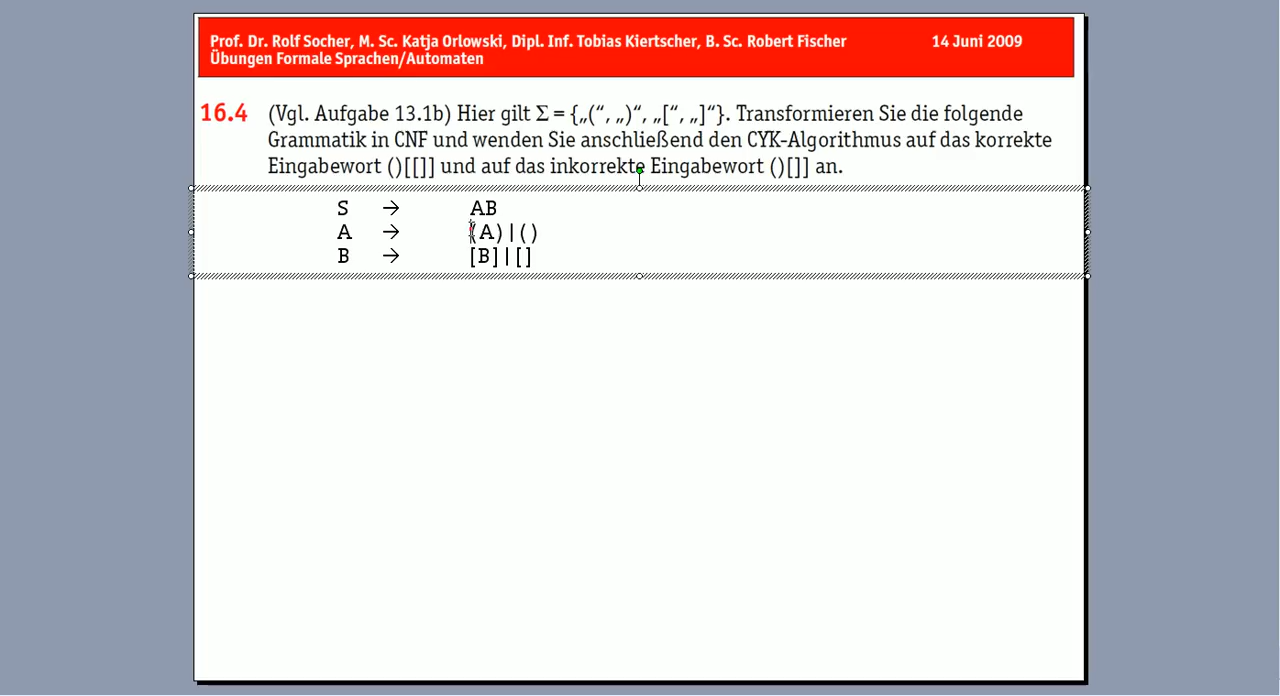 Prof. Dr. Rolf Socher, M. Sc. Katja Orlowski, Dipl. Inf. Tobias Kiertscher, B. Sc. Robert Fischer 14 Juni 2009
Übungen Formale Sprachen/Automaten
16.4 (Vgl. Aufgabe 13.1b) Hier gilt Σ = {„(“, „)“, „[“, „]“}. Transformieren Sie die folgende
Grammatik in CNF und wenden Sie anschließend den CYK-Algorithmus auf das korrekte
Eingabewort ()[[]] und auf das inkorrekte Eingabewort ()[]] an.
S → AB
A → (A)|()
B → [B]|[]